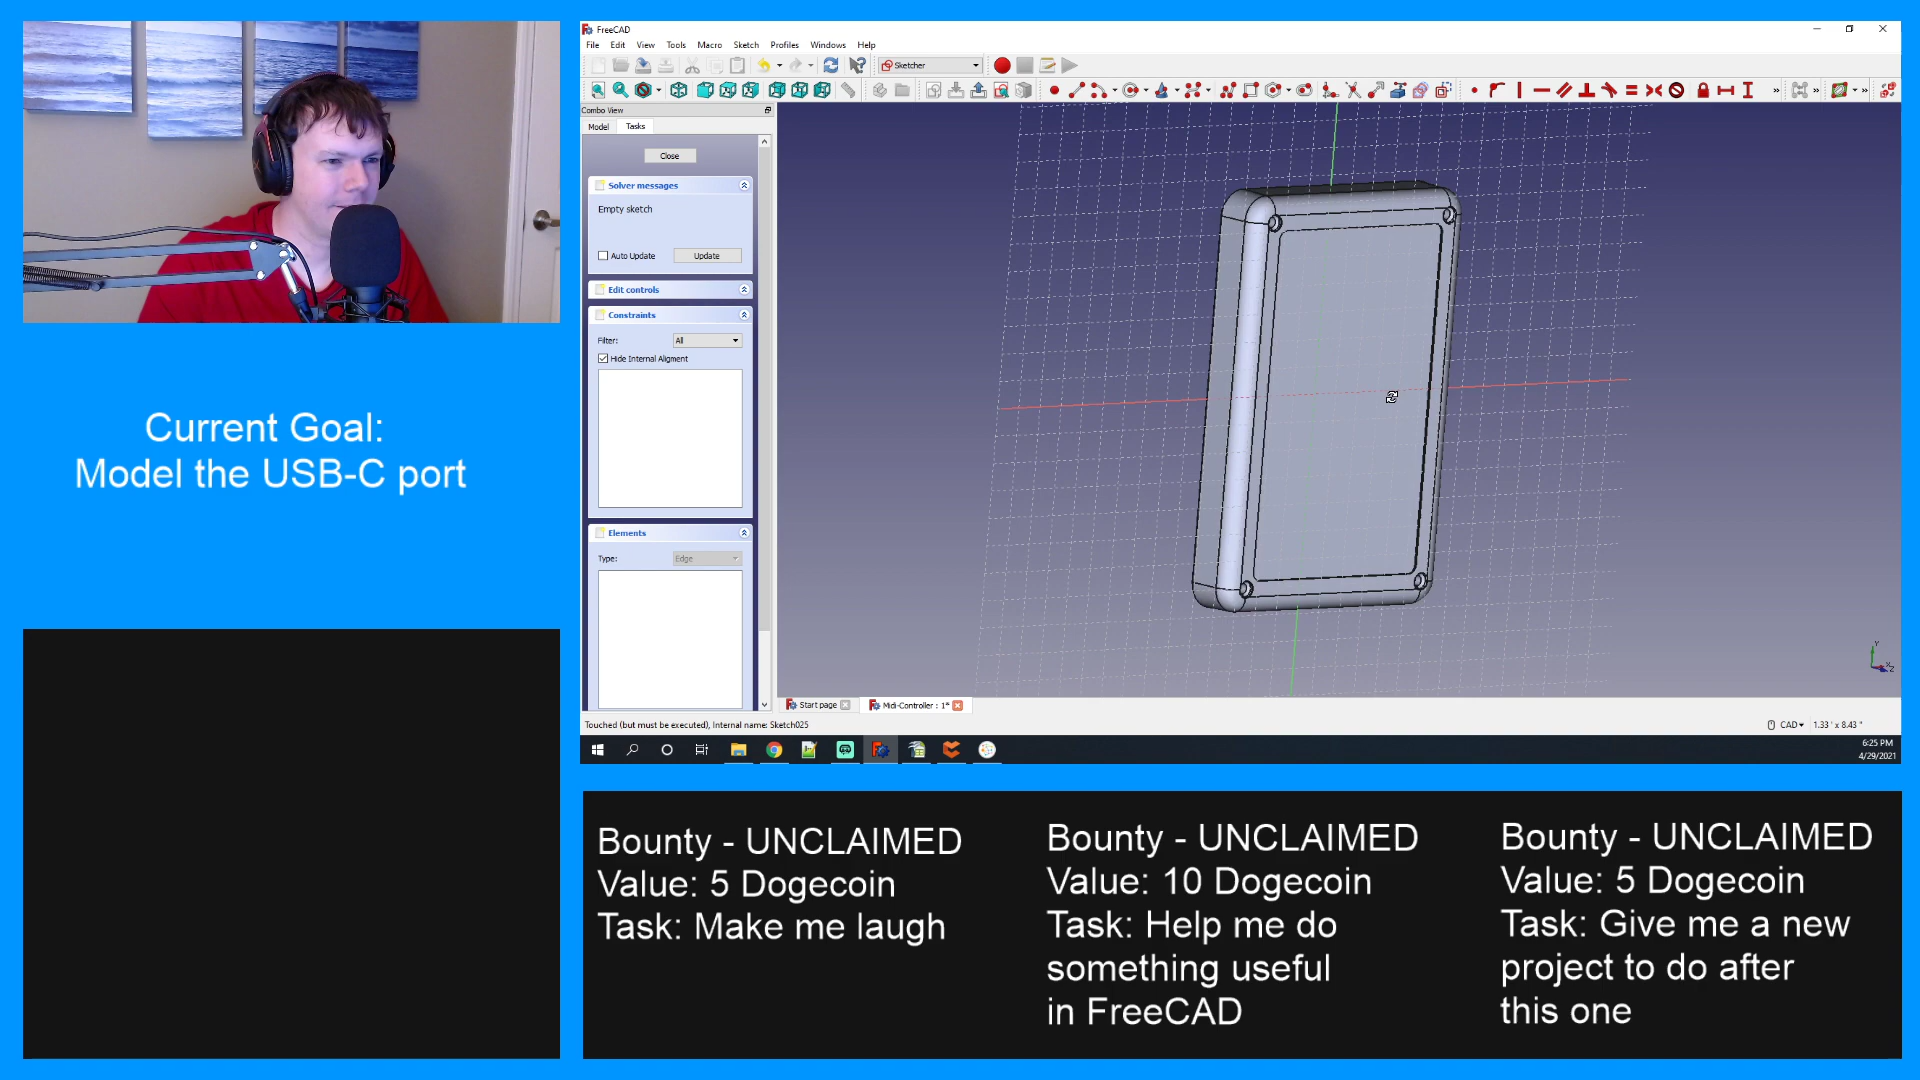 FreeCAD
File Edit View Tools Macro Sketch Profiles Windows Help
Sketcher
Combo View
Model Tasks
Close
Solver messages
Empty sketch
Auto Update Update
Edit controls
Constraints
Filter: All
Hide Internal Aligment
Elements
Type: Edge
Start page Midi-Controller : 1*
Touched (but must be executed), Internal name: Sketch025
CAD 1.33 ' x 8.43 "
6:25 PM
4/29/2021
Current Goal:
Model the USB-C port
Bounty - UNCLAIMED
Value: 5 Dogecoin
Task: Make me laugh
Bounty - UNCLAIMED
Value: 10 Dogecoin
Task: Help me do
something useful
in FreeCAD
Bounty - UNCLAIMED
Value: 5 Dogecoin
Task: Give me a new
project to do after
this one